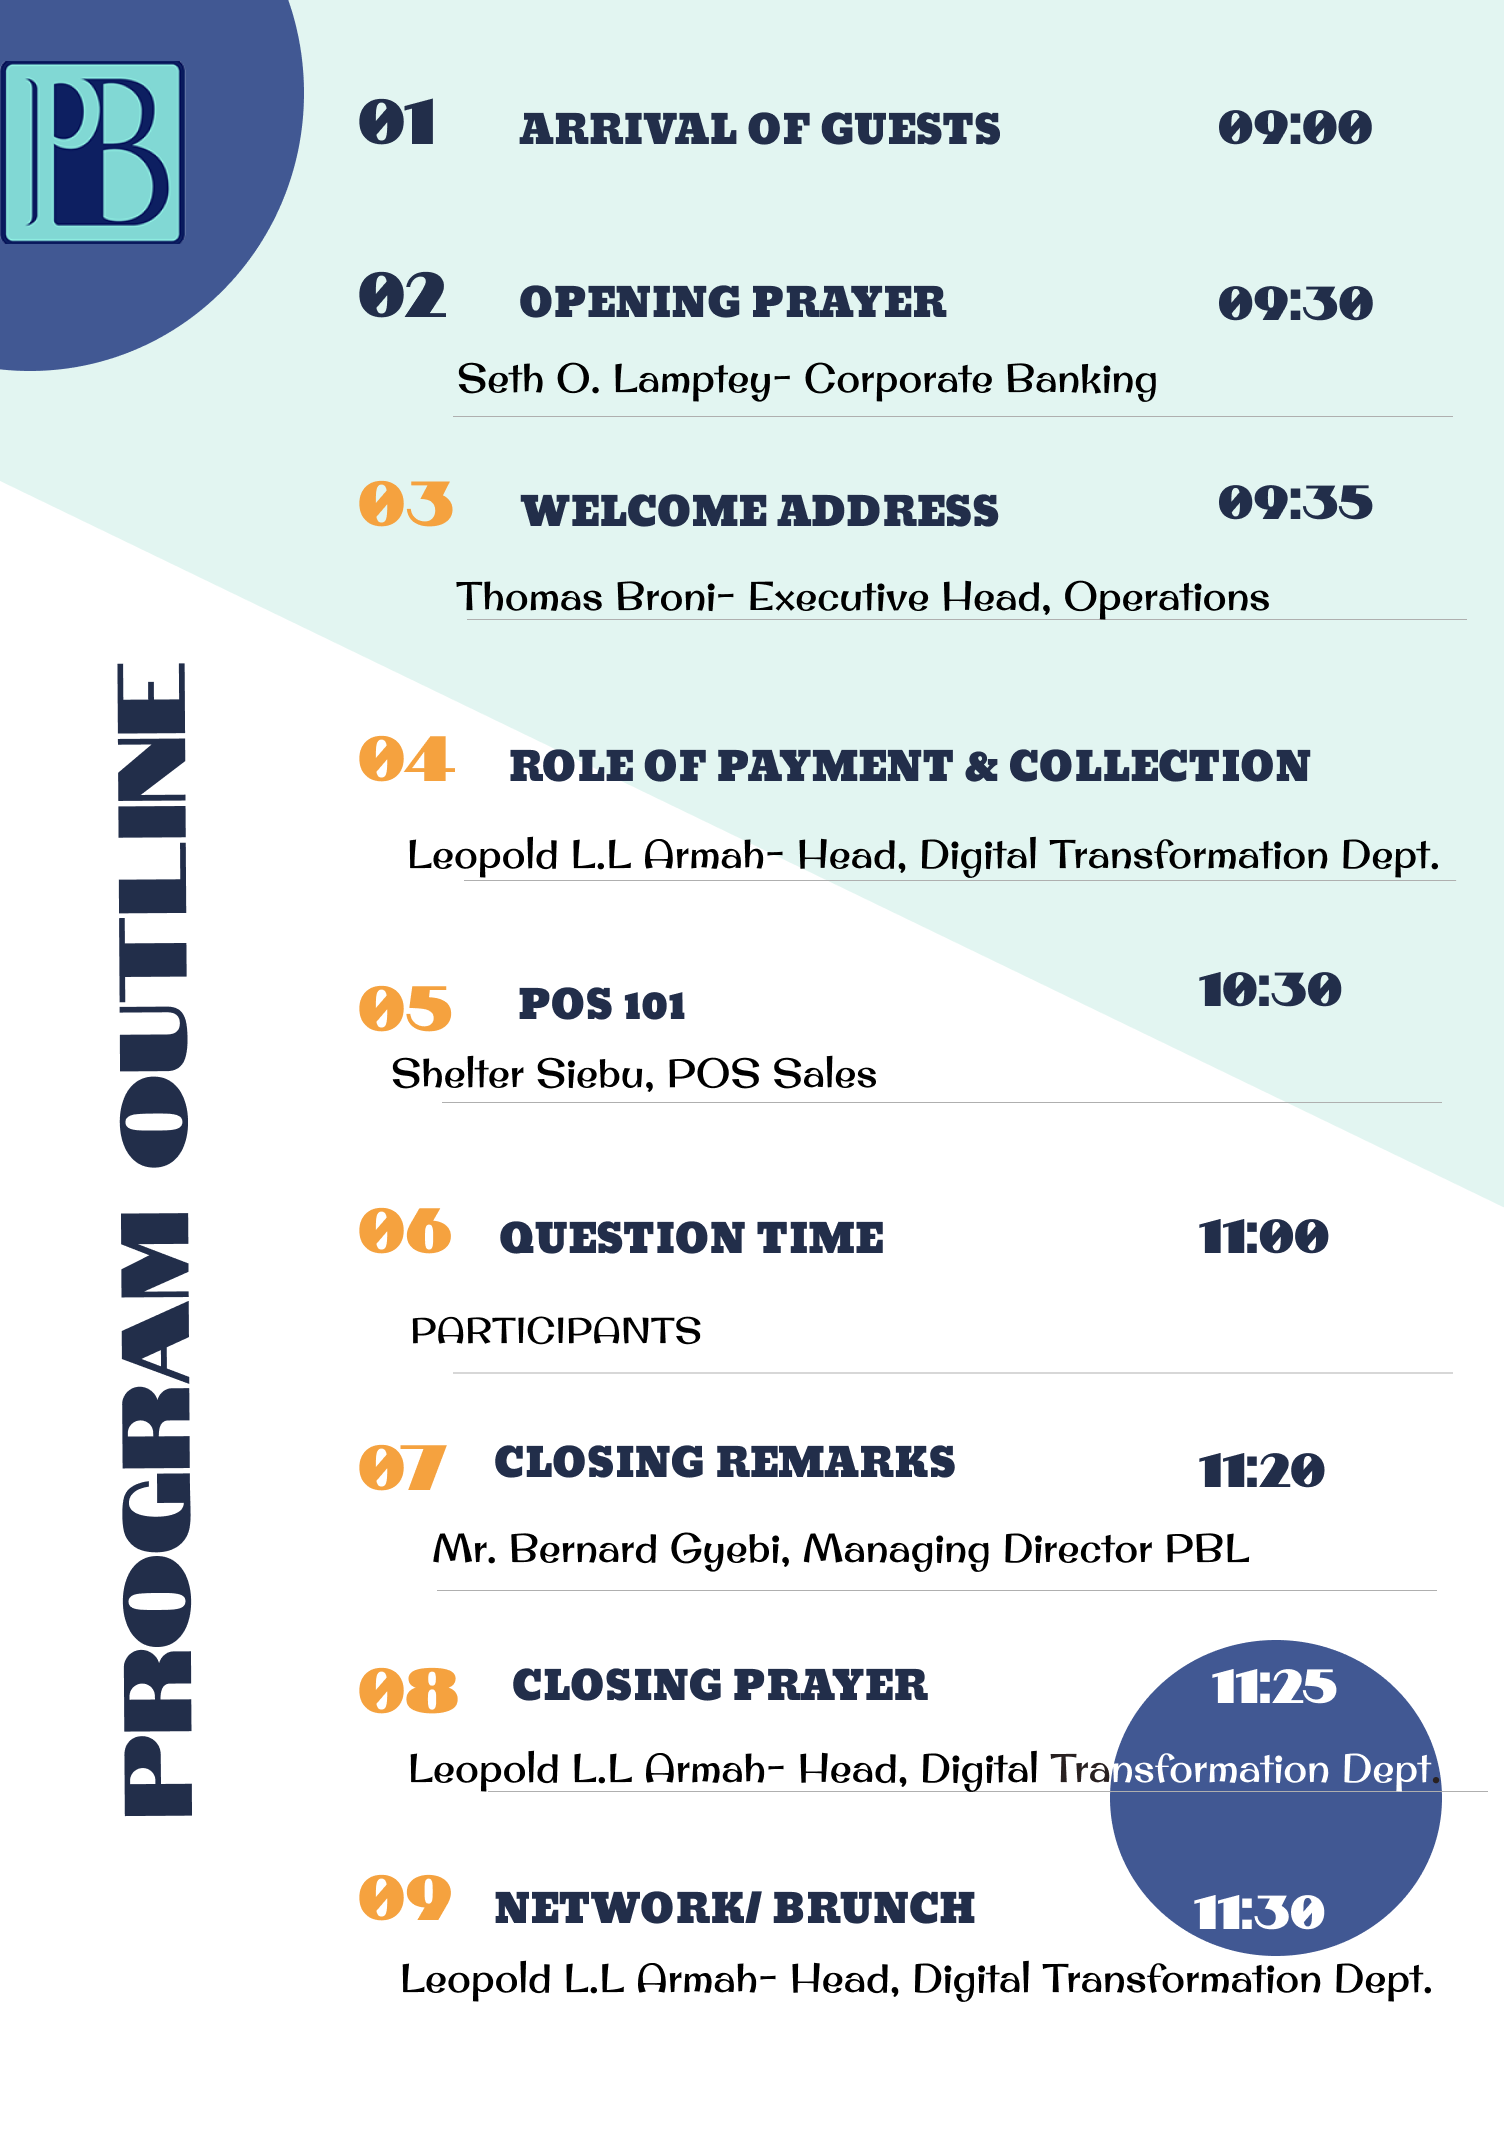 PB
01 ARRIVAL OF GUESTS 09:00
02 OPENING PRAYER 09:30
Seth O. Lamptey- Corporate Banking
03 WELCOME ADDRESS 09:35
Thomas Broni- Executive Head, Operations
04 ROLE OF PAYMENT & COLLECTION
Leopold L.L Armah- Head, Digital Transformation Dept.
05 POS 101 10:30
Shelter Siebu, POS Sales
06 QUESTION TIME 11:00
PARTICIPANTS
07 CLOSING REMARKS 11:20
Mr. Bernard Gyebi, Managing Director PBL
08 CLOSING PRAYER 11:25
Leopold L.L Armah- Head, Digital Transformation Dept.
09 NETWORK/ BRUNCH 11:30
Leopold L.L Armah- Head, Digital Transformation Dept.
PROGRAM OUTLINE